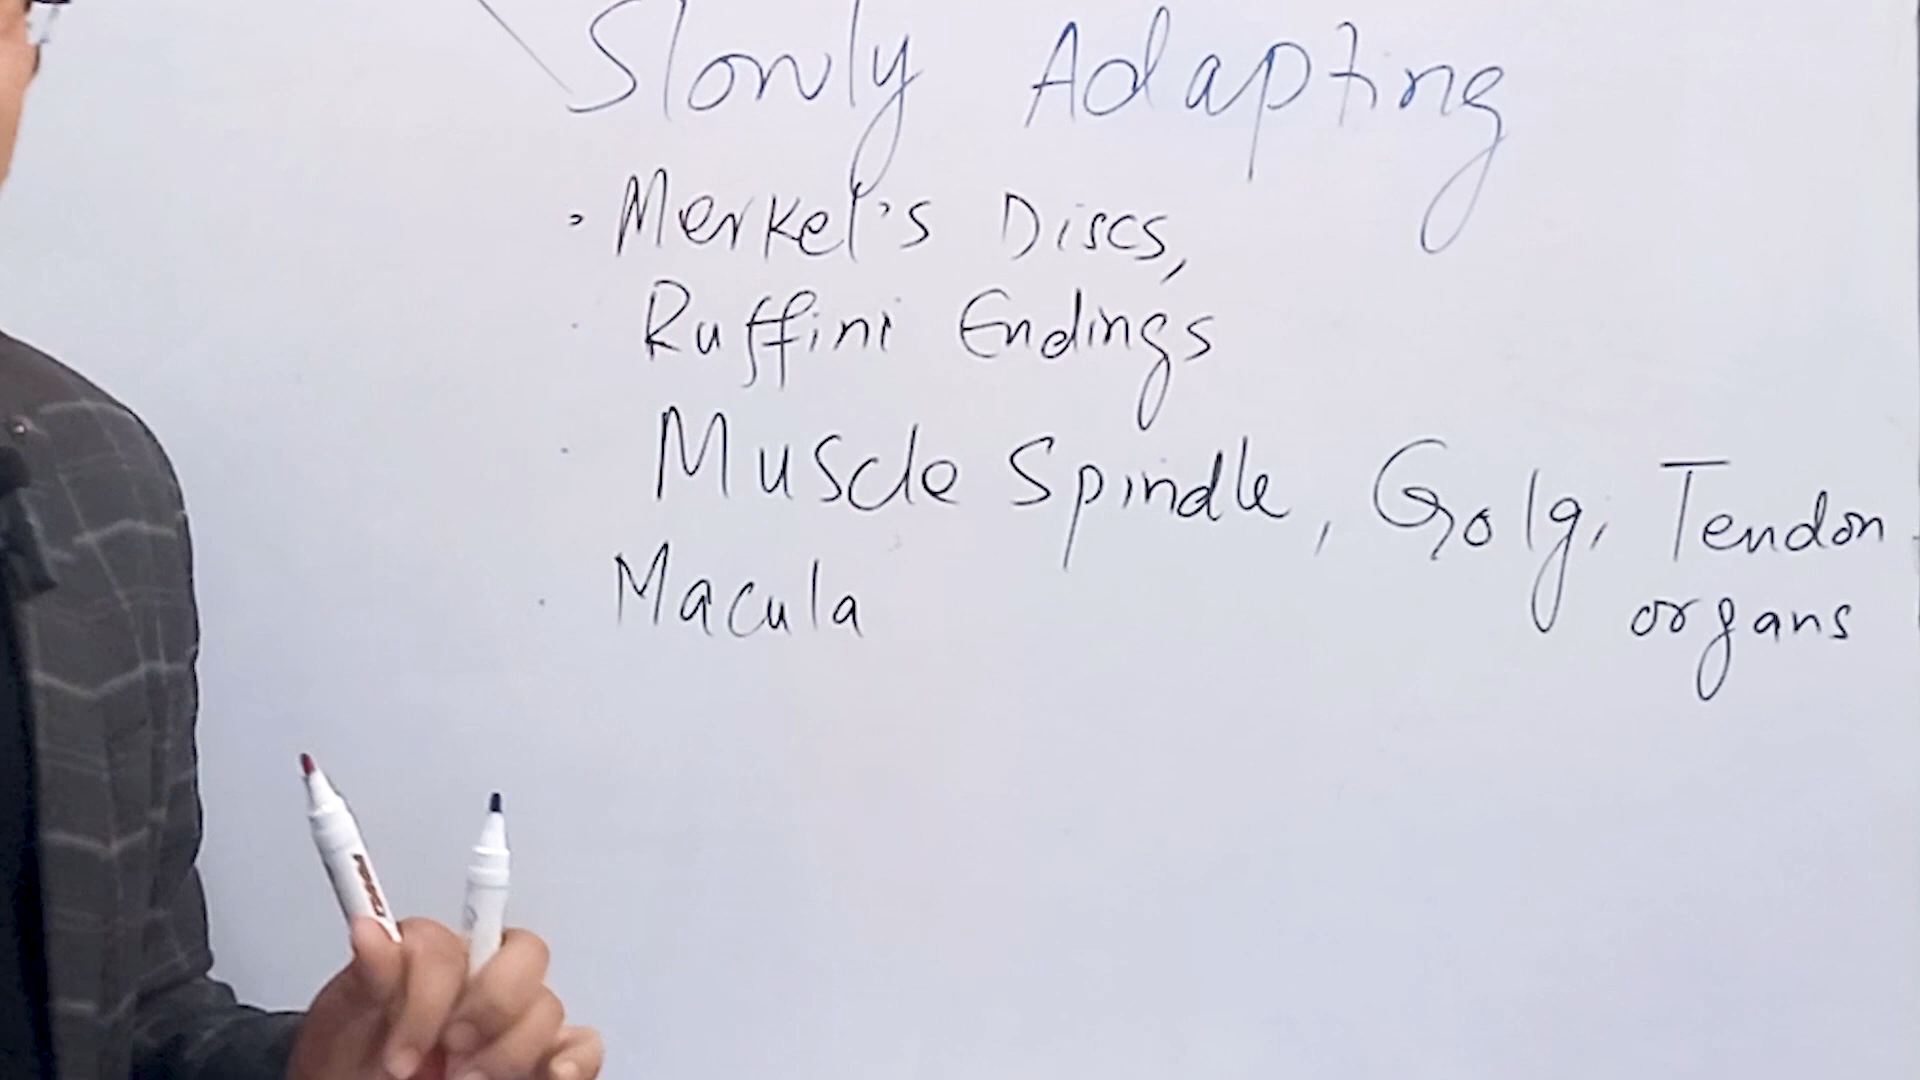 Slowly Adapting
· Merkel's Discs,
· Ruffini Endings
· Muscle Spindle, Golgi Tendon
organs
· Macula